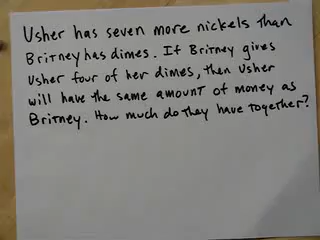 Usher has seven more nickels than
Britney has dimes. If Britney gives
Usher four of her dimes, then Usher
will have the same amount of money as
Britney. How much do they have together?